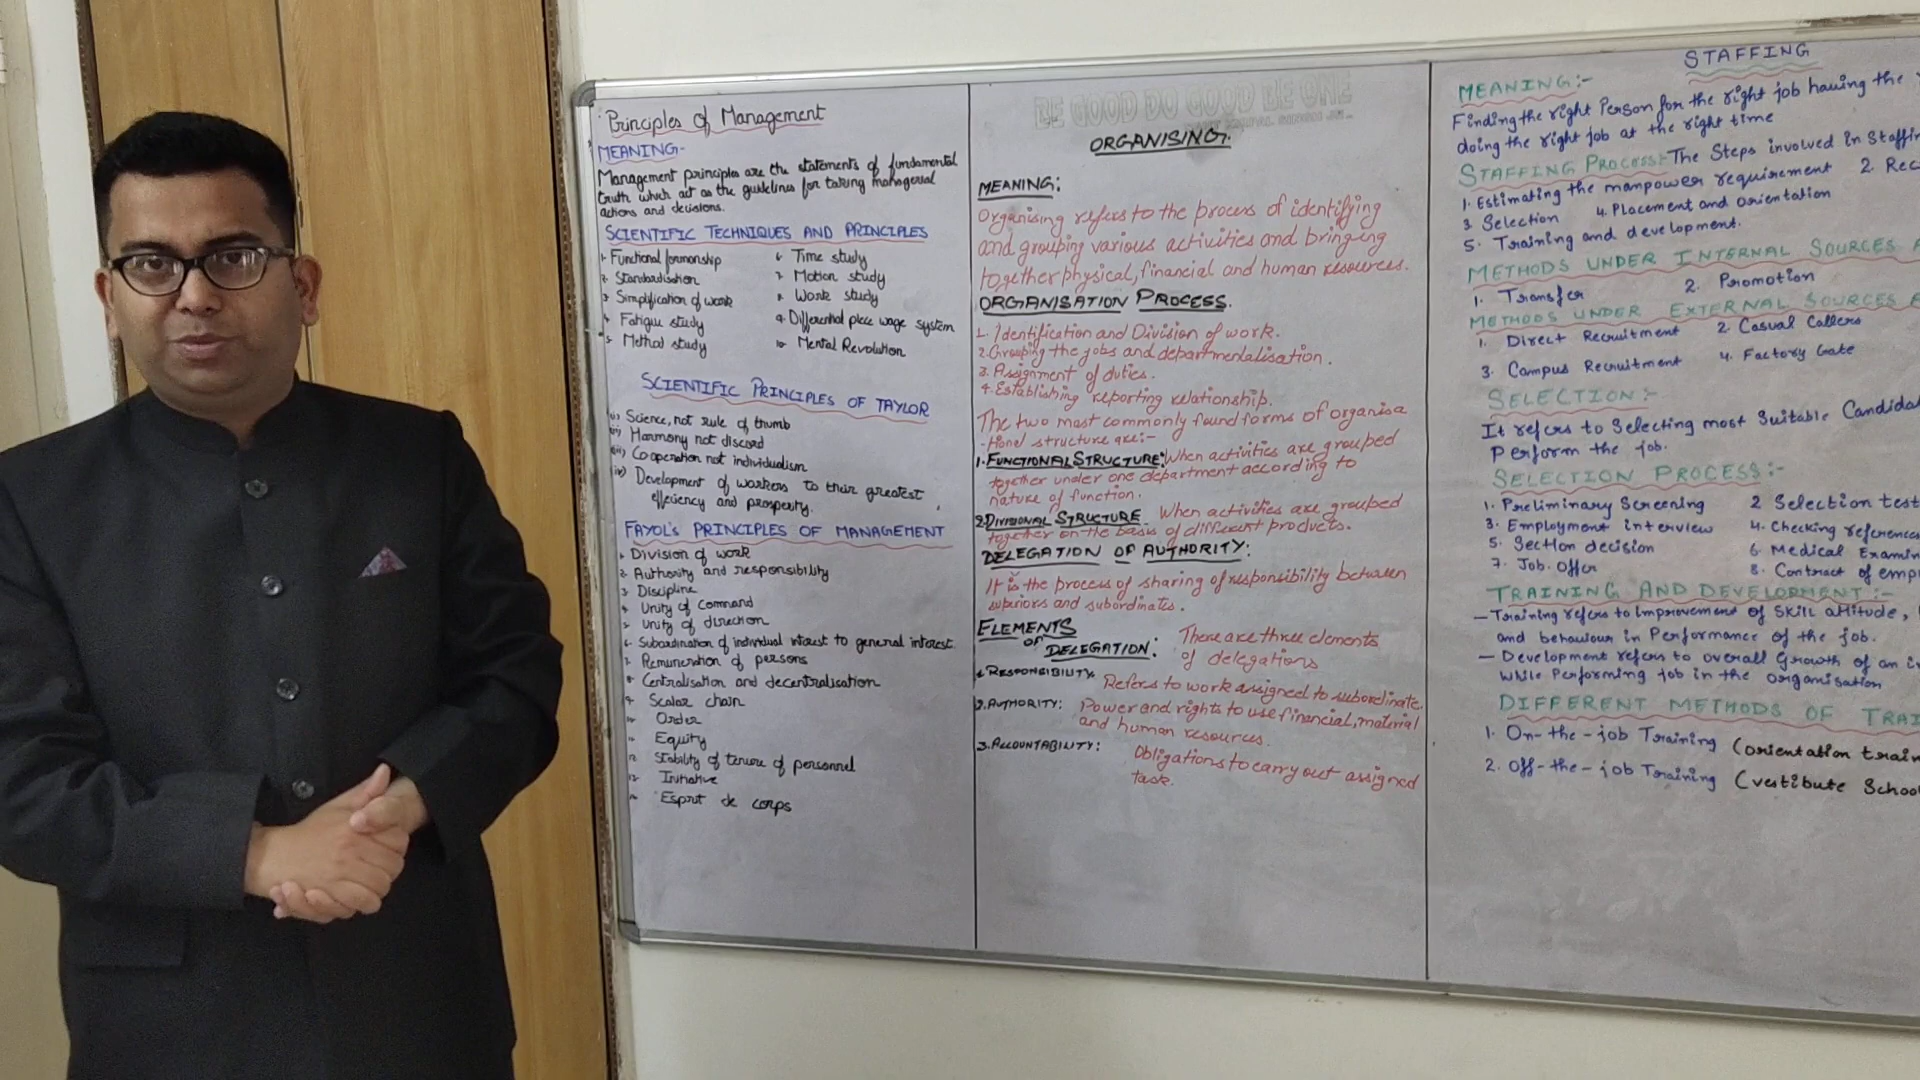 Principles Of Management
MEANING-
Management principles are the statements of fundamental
truth which act as the guidelines for taking managerial
actions and decisions.
SCIENTIFIC TECHNIQUES AND PRINCIPLES
1. Functional formonship
2. Standardisation
3. Simplification of work
4. Fatigue study
5. Method study
6. Time study
7. Motion study
8. Work study
9. Differential piece wage system
10. Mental Revolution
SCIENTIFIC PRINCIPLES OF TAYLOR
(i) Science, not rule of thumb
(ii) Harmony not discord
(iii) Cooperation not individualism
(iv) Development of workers to their greatest
efficiency and prosperity.
FAYOL'S PRINCIPLES OF MANAGEMENT
1. Division of work
2. Authority and responsibility
3. Discipline
4. Unity of command
5. Unity of direction
6. Subordination of individual interest to general interest
7. Remuneration of persons
8. Centralisation and decentralisation
9. Scalar chain
10. Order
11. Equity
12. Stability of tenure of personnel
13. Initiative
14. Esprit de corps
BE GOOD DO GOOD BE ONE
ORGANISING.
MEANING:
Organising refers to the process of identifying
and grouping various activities and bringing
together physical, financial and human resources.
ORGANISATION PROCESS.
1. Identification and Division of work.
2. Grouping the jobs and departmentalisation.
3. Assignment of duties.
4. Establishing reporting relationship.
The two most commonly found forms of organisa
-tional structure are:-
1. FUNCTIONAL STRUCTURE: When activities are grouped
together under one department according to
nature of function.
2. DIVISIONAL STRUCTURE. When activities are grouped
together on the basis of different products.
DELEGATION OF AUTHORITY:
It is the process of sharing of responsibility between
superiors and subordinates.
ELEMENTS
OF DELEGATION: There are three elements
of delegations
1. RESPONSIBILITY. Refers to work assigned to subordinate.
2. AUTHORITY: Power and rights to use financial, material
and human resources.
3. ACCOUNTABILITY: Obligations to carry out assigned
task.
STAFFING
MEANING:-
Finding the right Person for the right job having the
doing the right job at the right time
STAFFING PROCESS:- The Steps involved in Staffin
1. Estimating the manpower requirement 2. Rec
3 Selection 4. Placement and orientation
5. Training and development.
METHODS UNDER INTERNAL SOURCES
1. Transfer 2. Promotion
METHODS UNDER EXTERNAL SOURCES
1. Direct Recruitment 2. Casual Callers
3. Campus Recruitment 4. Factory Gate
SELECTION:-
It refers to Selecting most Suitable Candida
Perform the job.
SELECTION PROCESS:-
1. Preliminary Screening 2 Selection test
3. Employment interview 4. Checking references
5. Section decision 6. Medical Examin
7. Job. Offer 8. Contract of emp
TRAINING AND DEVELOPMENT:-
- Training refers to Improvement of Skill attitude,
and behaviour in Performance of the job.
- Development refers to overall Growth of an i
while Performing job in the organisation
DIFFERENT METHODS OF TRAI
1. On-the-job Training (orientation train
2. Off-the-job Training (vestibute Schoo